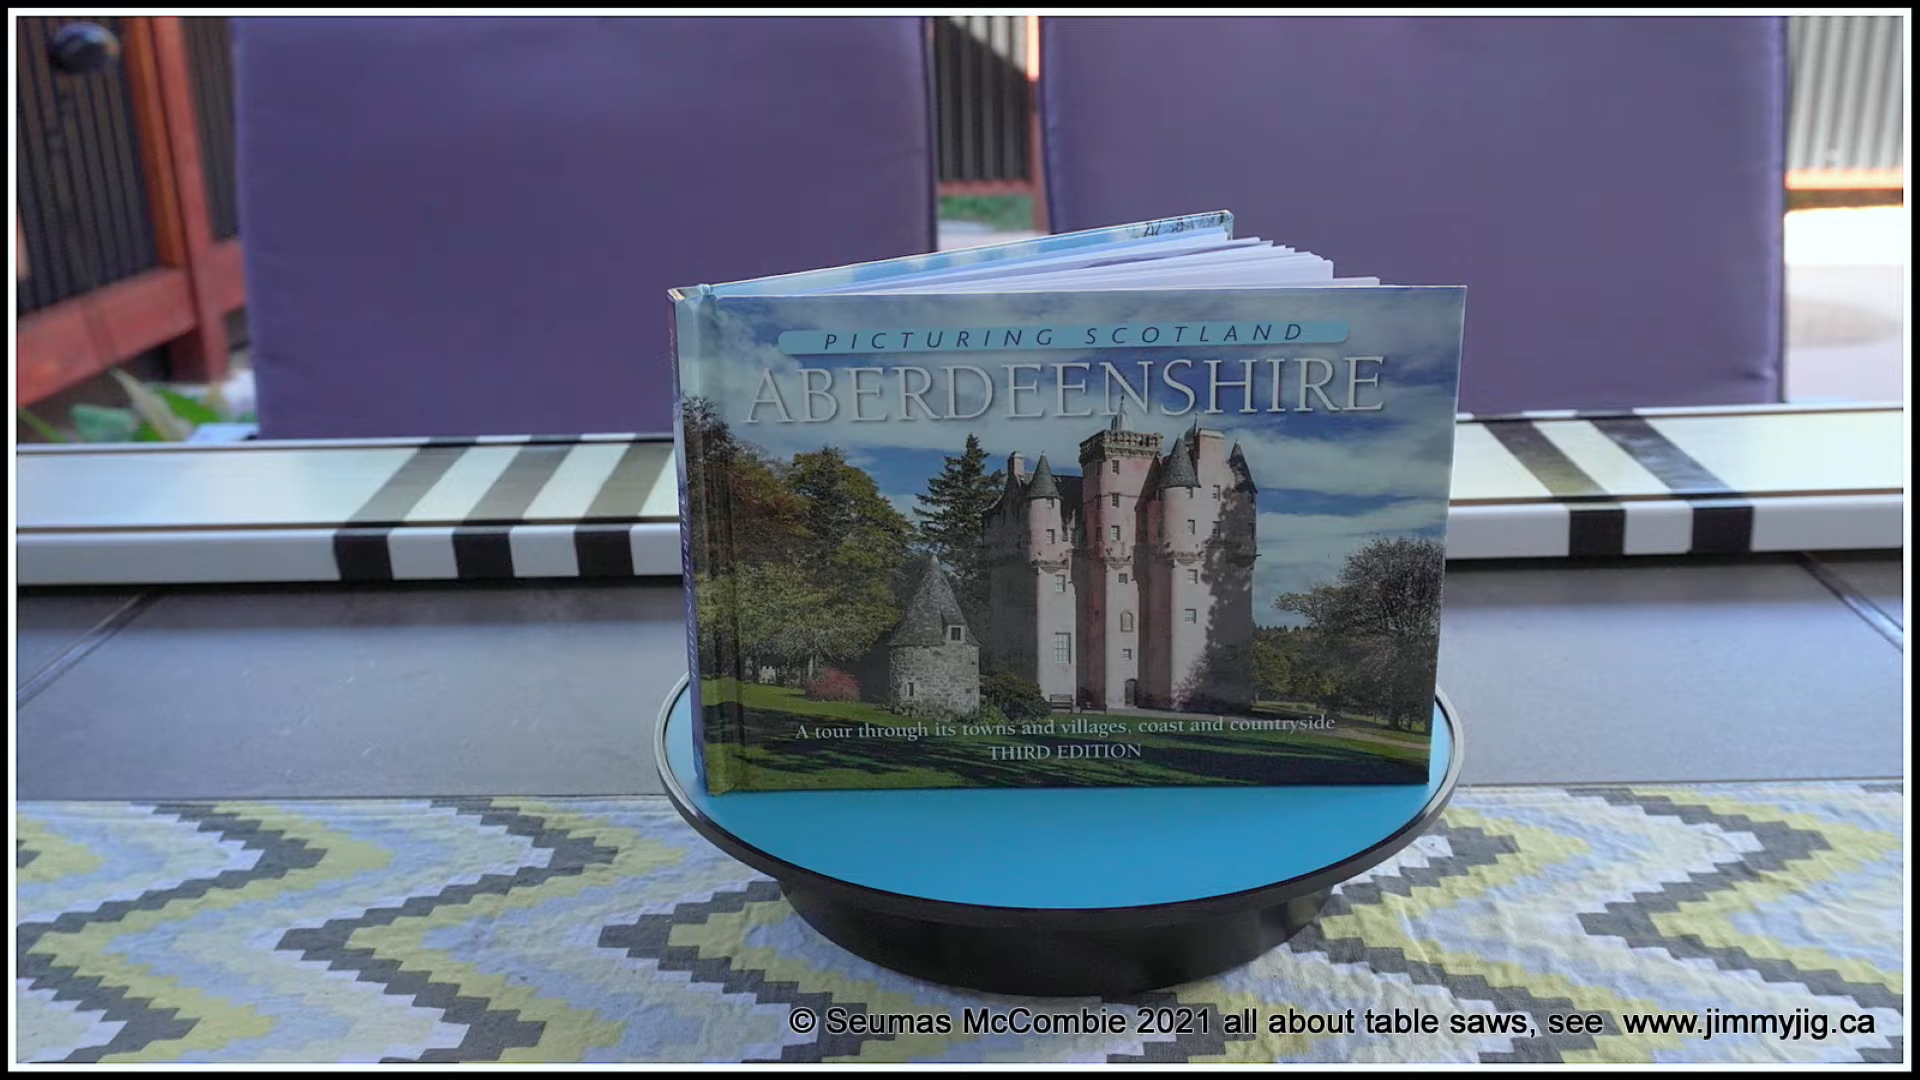 PICTURING SCOTLAND
ABERDEENSHIRE
A tour through its towns and villages, coast and countryside
THIRD EDITION
© Seumas McCombie 2021 all about table saws, see www.jimmyjig.ca